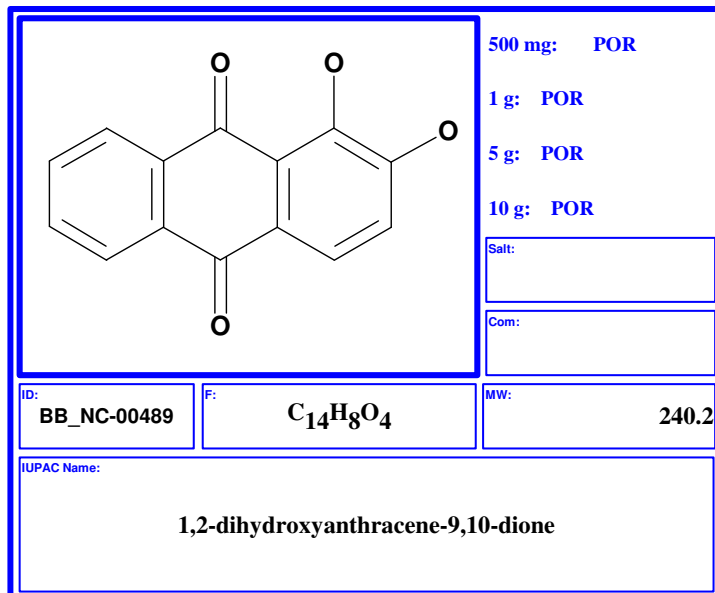 O O
O
O
500 mg: POR
1 g: POR
5 g: POR
10 g: POR
Salt:
Com:
ID:
BB_NC-00489
F:
C14H8O4
MW:
240.2
IUPAC Name:
1,2-dihydroxyanthracene-9,10-dione